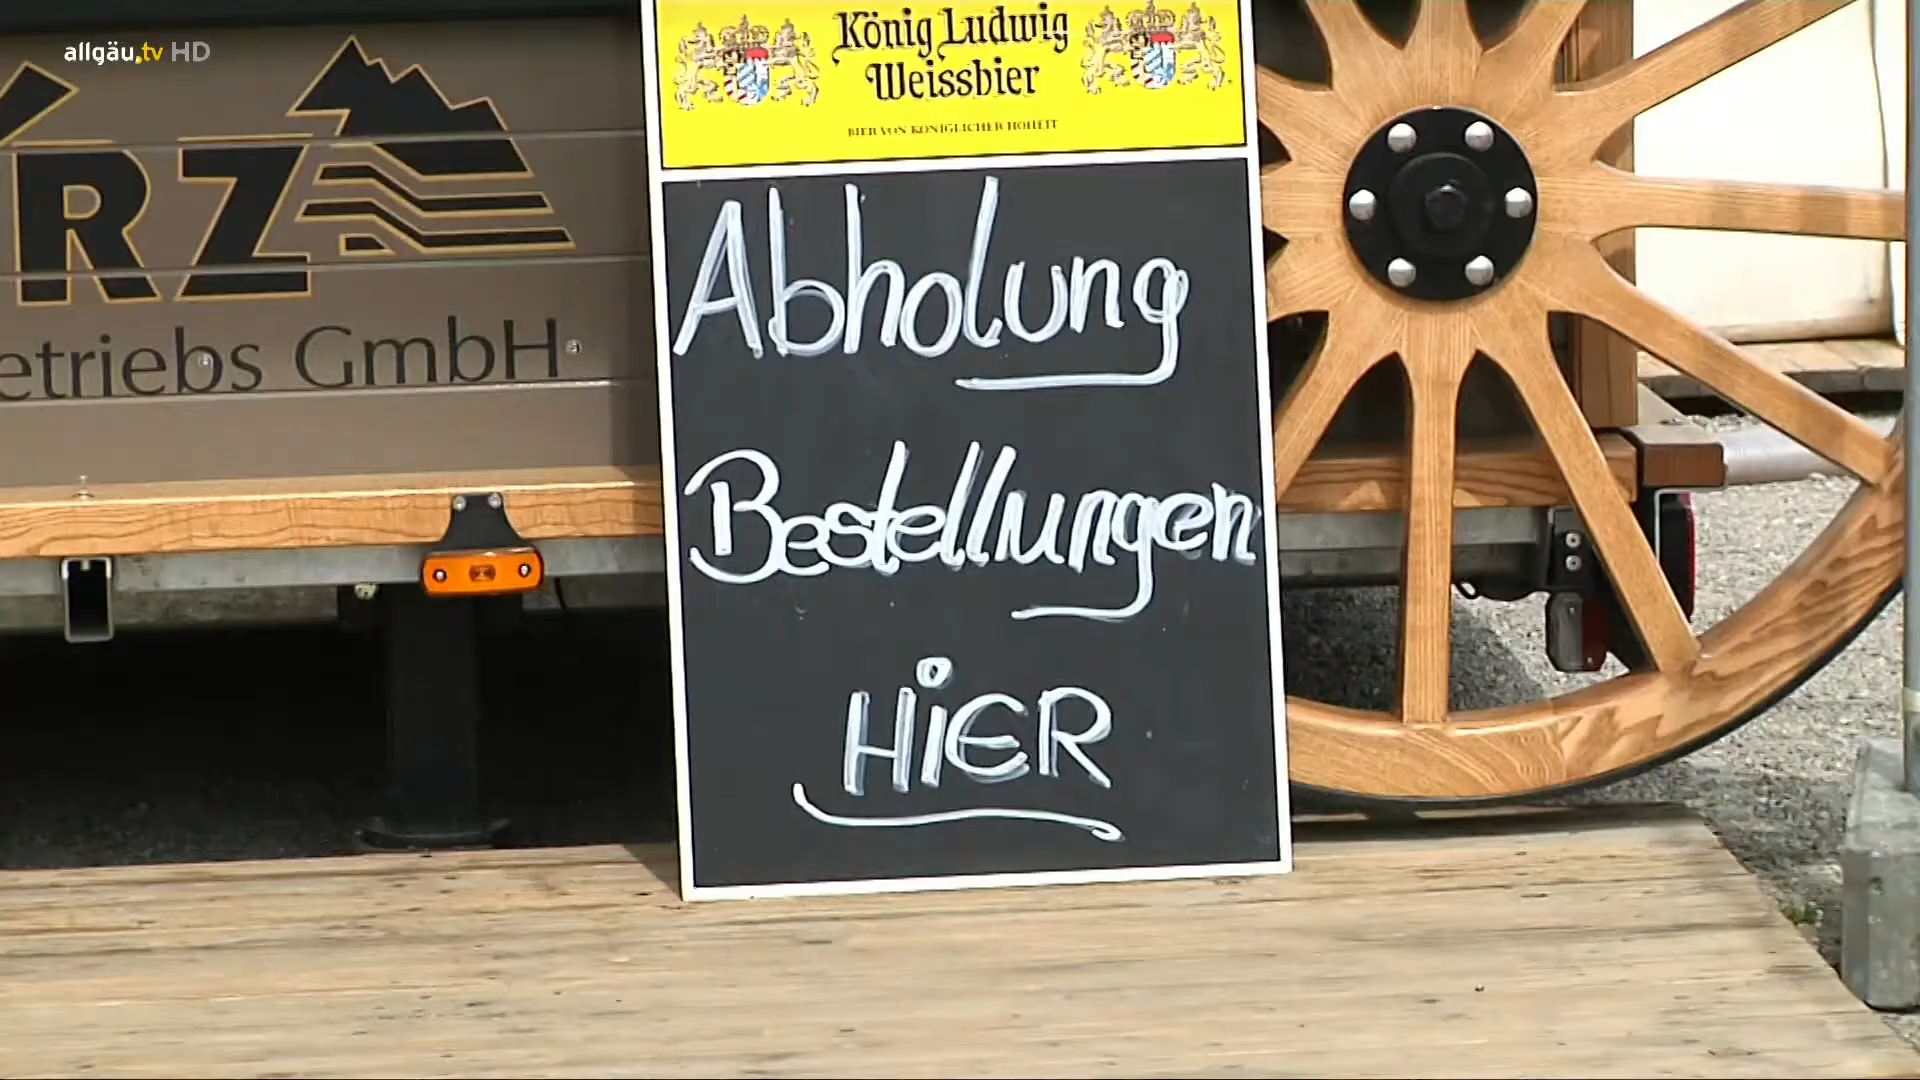 allgäu.tv HD
König Ludwig
Weissbier
BIER VON KÖNIGLICHER HOHEIT
RZ
etriebs GmbH
Abholung
Bestellungen
HiER